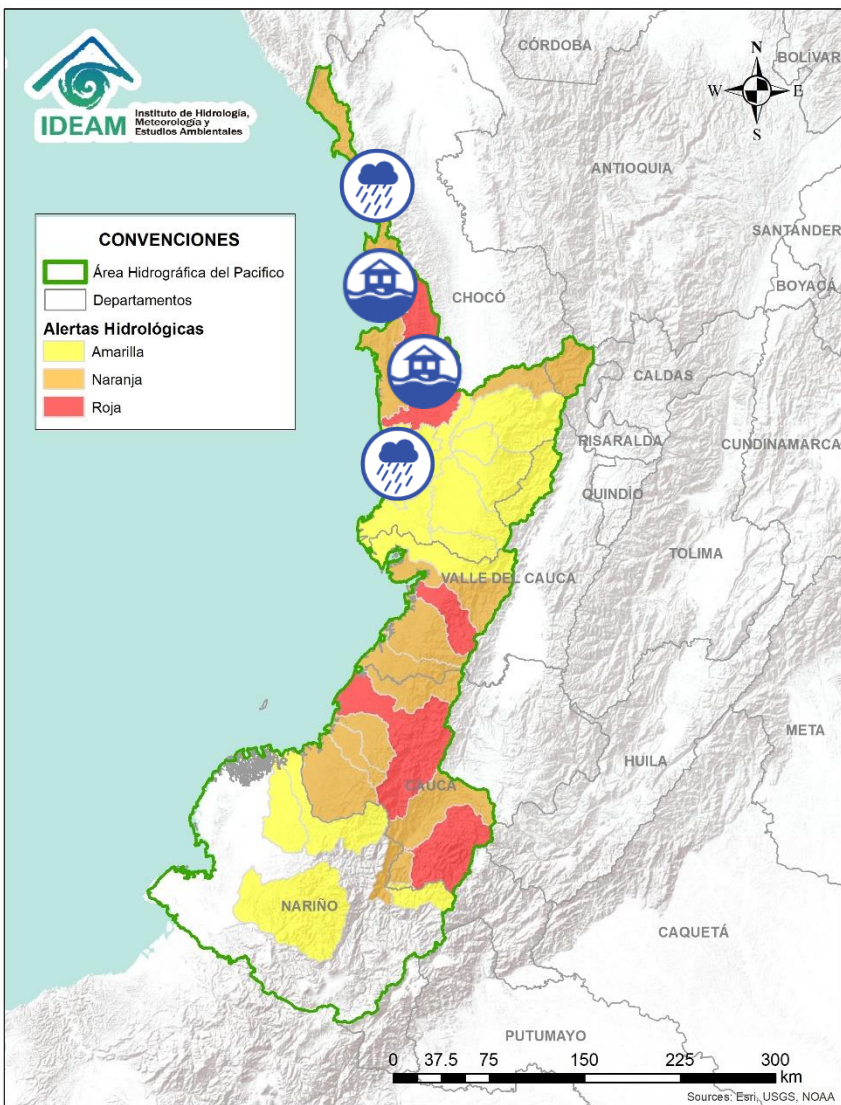 IDEAM
Instituto de Hidrología,
Meteorología y
Estudios Ambientales
CONVENCIONES
Área Hidrográfica del Pacifico
Departamentos
Alertas Hidrológicas
Amarilla
Naranja
Roja
N
W
E
S
CÓRDOBA
BOLÍVAR
ANTIOQUIA
SANTANDER
BOYACÁ
CHOCÓ
CALDAS
RISARALDA
CUNDINAMARCA
QUINDÍO
TOLIMA
VALLE DEL CAUCA
META
HUILA
CAUCA
NARIÑO
CAQUETÁ
PUTUMAYO
0 37.5 75 150 225 300
km
Sources: Esri, USGS, NOAA